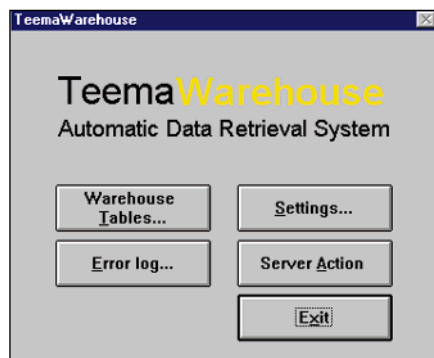 TeemaWarehouse
TeemaWarehouse
Automatic Data Retrieval System
Warehouse
Tables...
Settings...
Error log...
Server Action
Exit